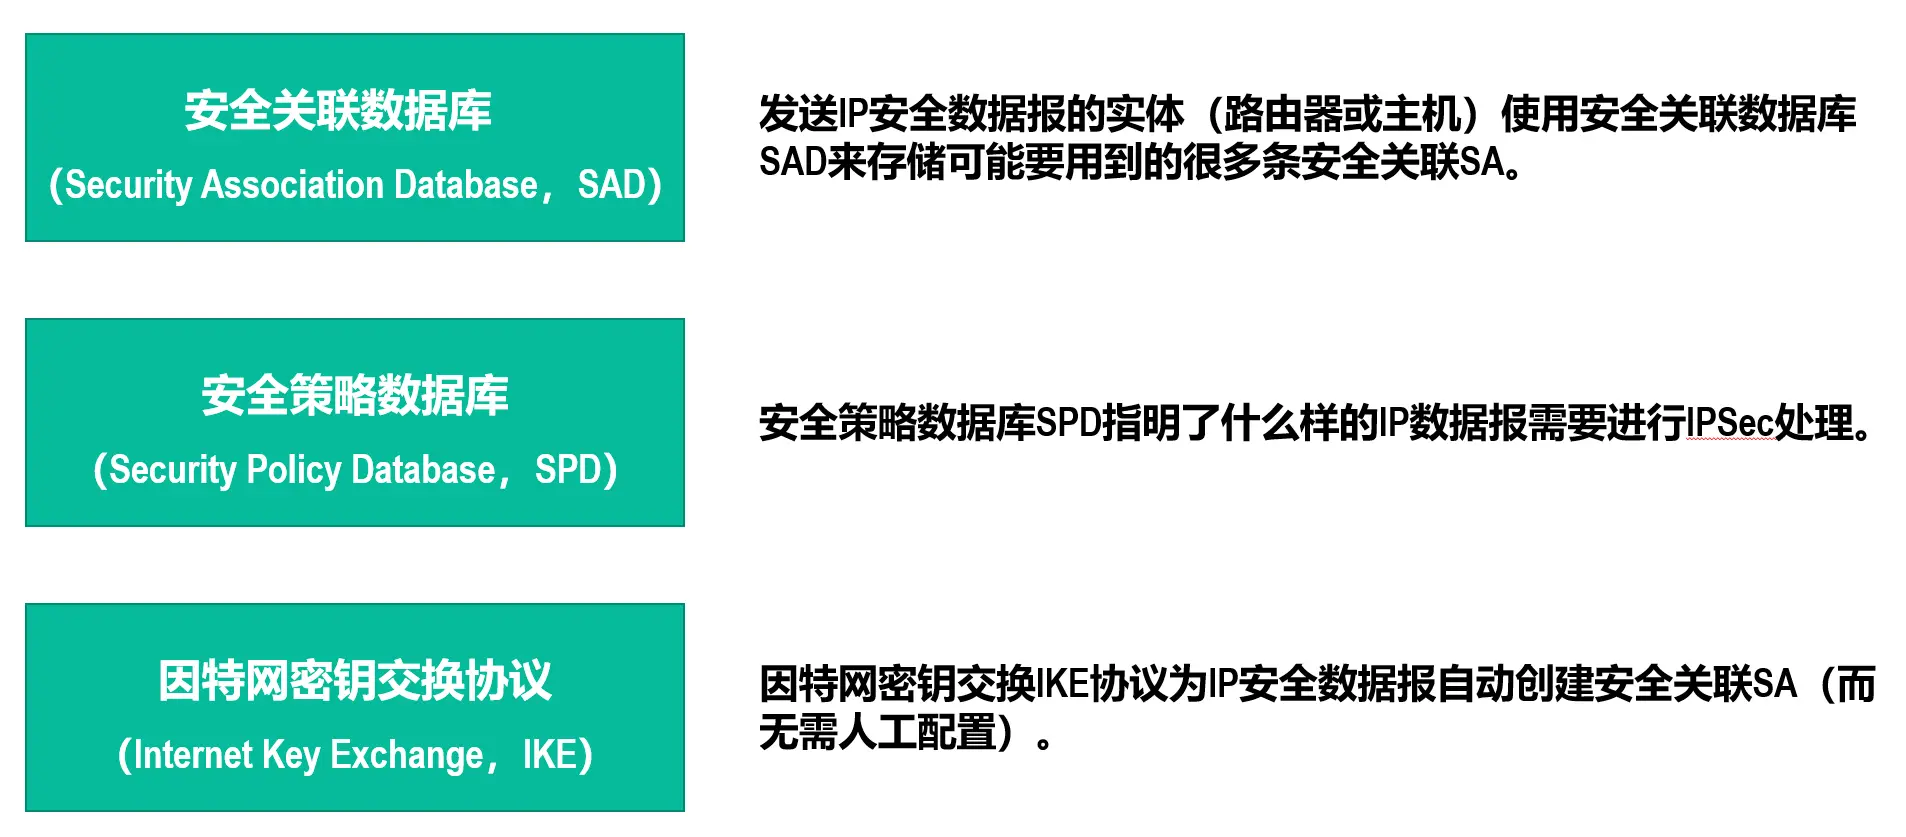 安全关联数据库
（Security Association Database，SAD）
发送IP安全数据报的实体（路由器或主机）使用安全关联数据库
SAD来存储可能要用到的很多条安全关联SA。
安全策略数据库
（Security Policy Database，SPD）
安全策略数据库SPD指明了什么样的IP数据报需要进行IPSec处理。
因特网密钥交换协议
（Internet Key Exchange，IKE）
因特网密钥交换IKE协议为IP安全数据报自动创建安全关联SA（而
无需人工配置）。